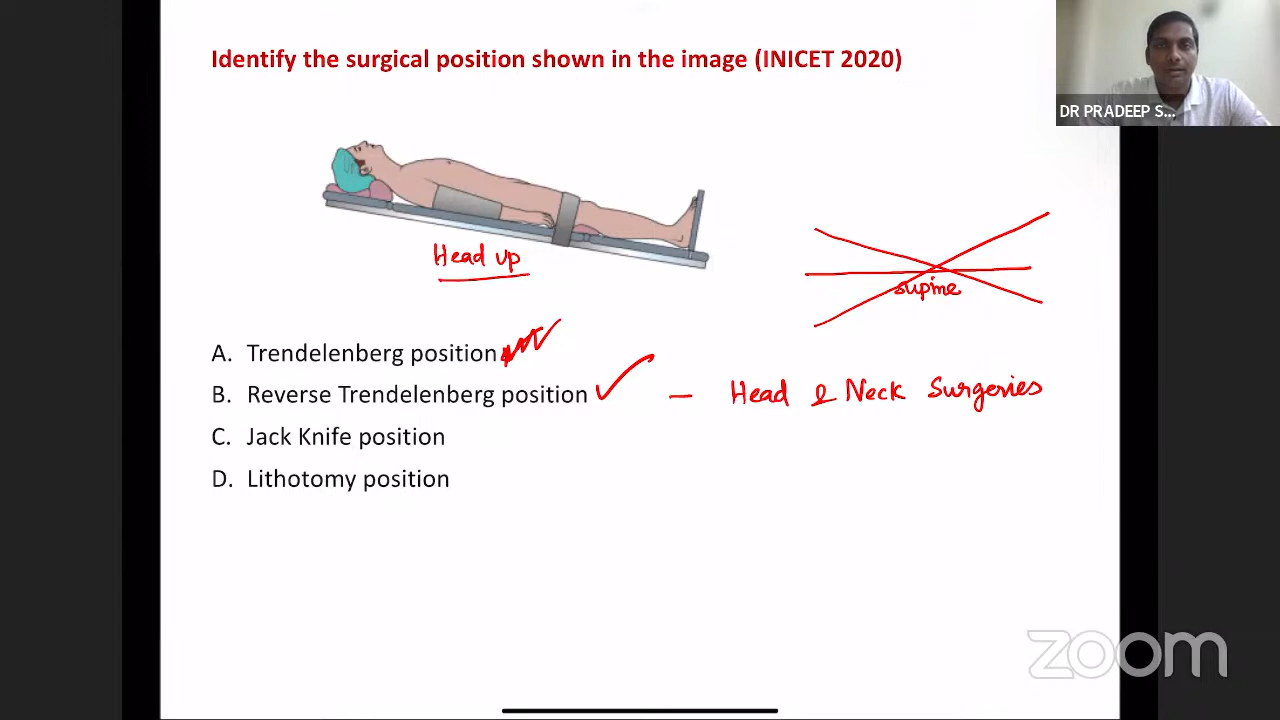 Identify the surgical position shown in the image (INICET 2020)
DR PRADEEP S...
Head up
supine
A. Trendelenberg position
B. Reverse Trendelenberg position – Head & Neck Surgeries
C. Jack Knife position
D. Lithotomy position
zoom